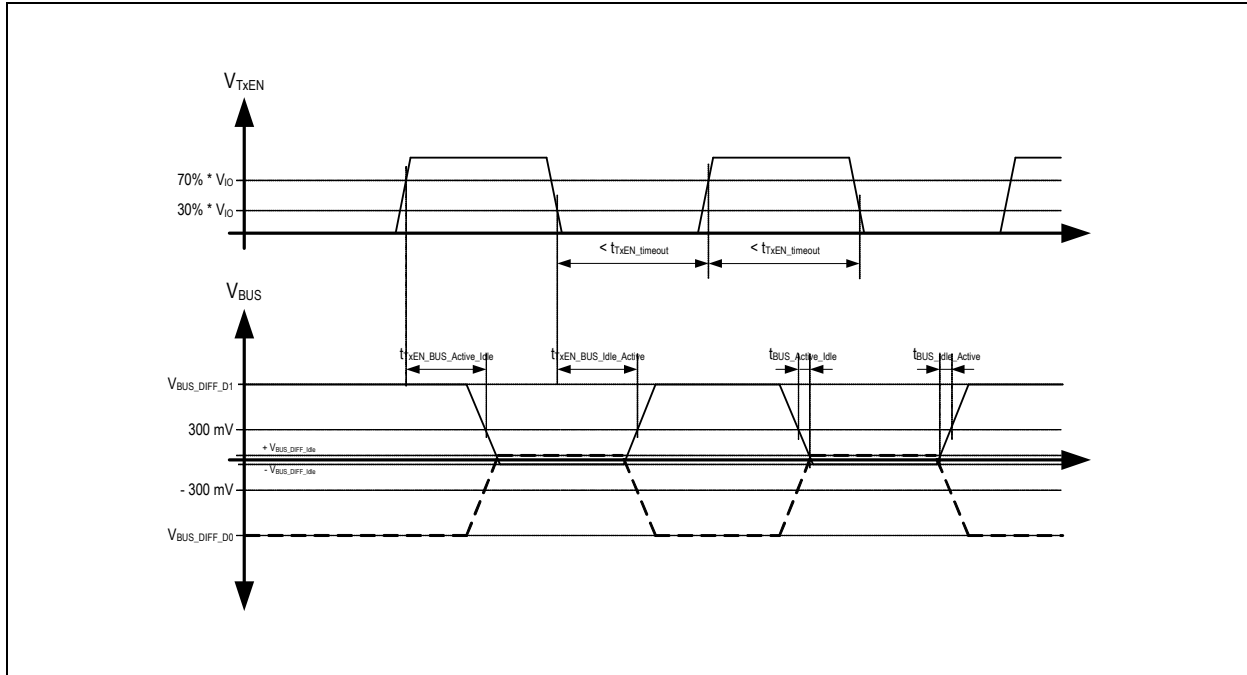 V_TxEN
70% * V_IO
30% * V_IO
< t_TxEN_timeout
< t_TxEN_timeout
V_BUS
t_TxEN_BUS_Active_Idle
t_TxEN_BUS_Idle_Active
t_BUS_Active_Idle
t_BUS_Idle_Active
V_BUS_DIFF_D1
300 mV
+ V_BUS_DIFF_Idle
- V_BUS_DIFF_Idle
- 300 mV
V_BUS_DIFF_D0